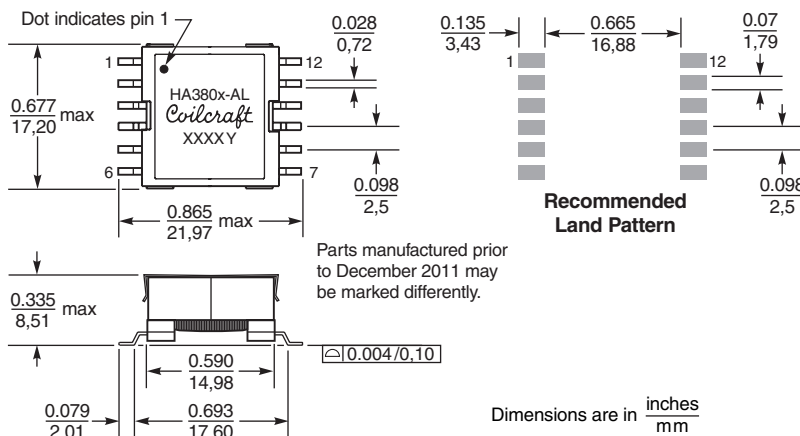 Dot indicates pin 1
0.028
0,72
0.135
3,43
0.665
16,88
0.07
1,79
1
12
1
12
HA380x-AL
Coilcraft
XXXXY
0.677
17,20
max
6
7
0.098
2,5
0.098
2,5
0.865
21,97
max
Recommended
Land Pattern
Parts manufactured prior
to December 2011 may
be marked differently.
0.335
8,51
max
0.004/0,10
0.590
14,98
0.079
2,01
0.693
17,60
Dimensions are in inches
mm